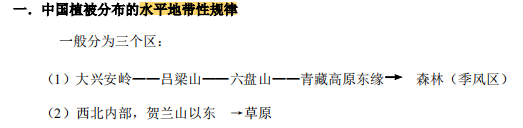 一．中国植被分布的水平地带性规律
一般分为三个区：
（1）大兴安岭——吕梁山——六盘山——青藏高原东缘→ 森林（季风区）
（2）西北内部，贺兰山以东 →草原